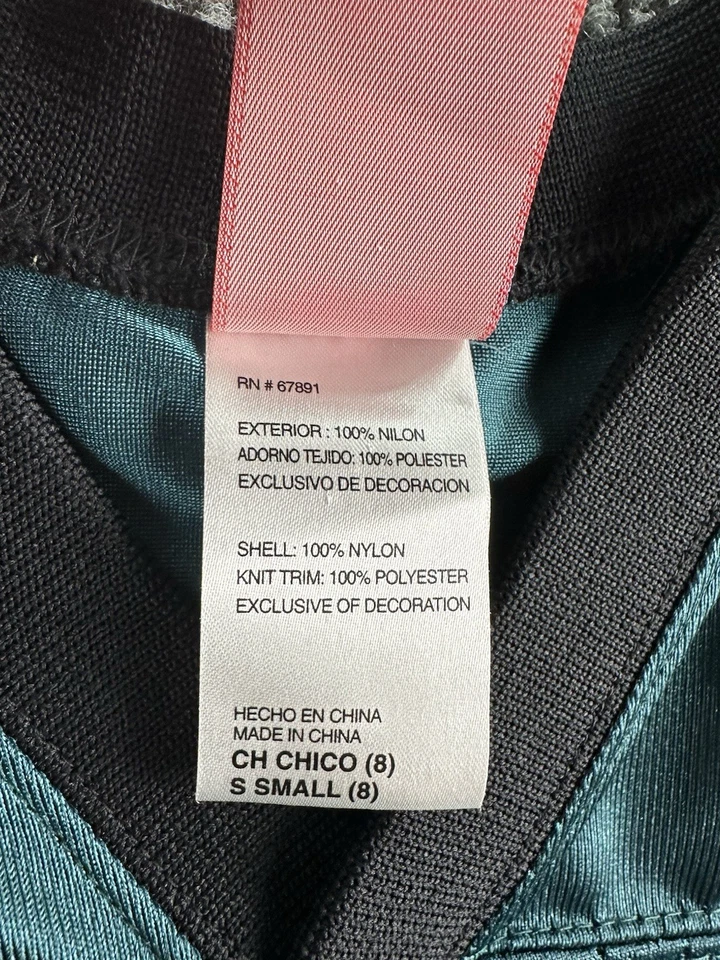 RN # 67891
EXTERIOR : 100% NILON
ADORNO TEJIDO: 100% POLIESTER
EXCLUSIVO DE DECORACION
SHELL: 100% NYLON
KNIT TRIM: 100% POLYESTER
EXCLUSIVE OF DECORATION
HECHO EN CHINA
MADE IN CHINA
CH CHICO (8)
S SMALL (8)